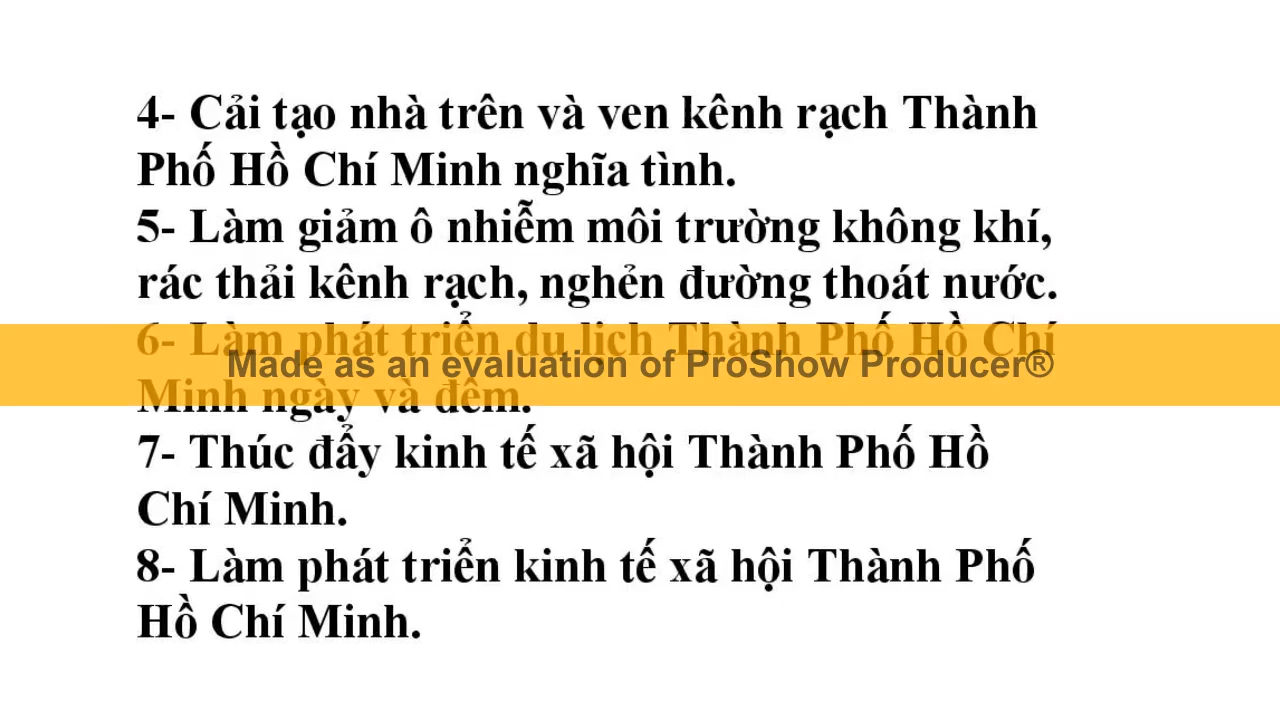 4- Cải tạo nhà trên và ven kênh rạch Thành
Phố Hồ Chí Minh nghĩa tình.
5- Làm giảm ô nhiễm môi trường không khí,
rác thải kênh rạch, nghẻn đường thoát nước.
6- Làm phát triển du lịch Thành Phố Hồ Chí
Made as an evaluation of ProShow Producer®
Minh ngày và đêm.
7- Thúc đẩy kinh tế xã hội Thành Phố Hồ
Chí Minh.
8- Làm phát triển kinh tế xã hội Thành Phố
Hồ Chí Minh.